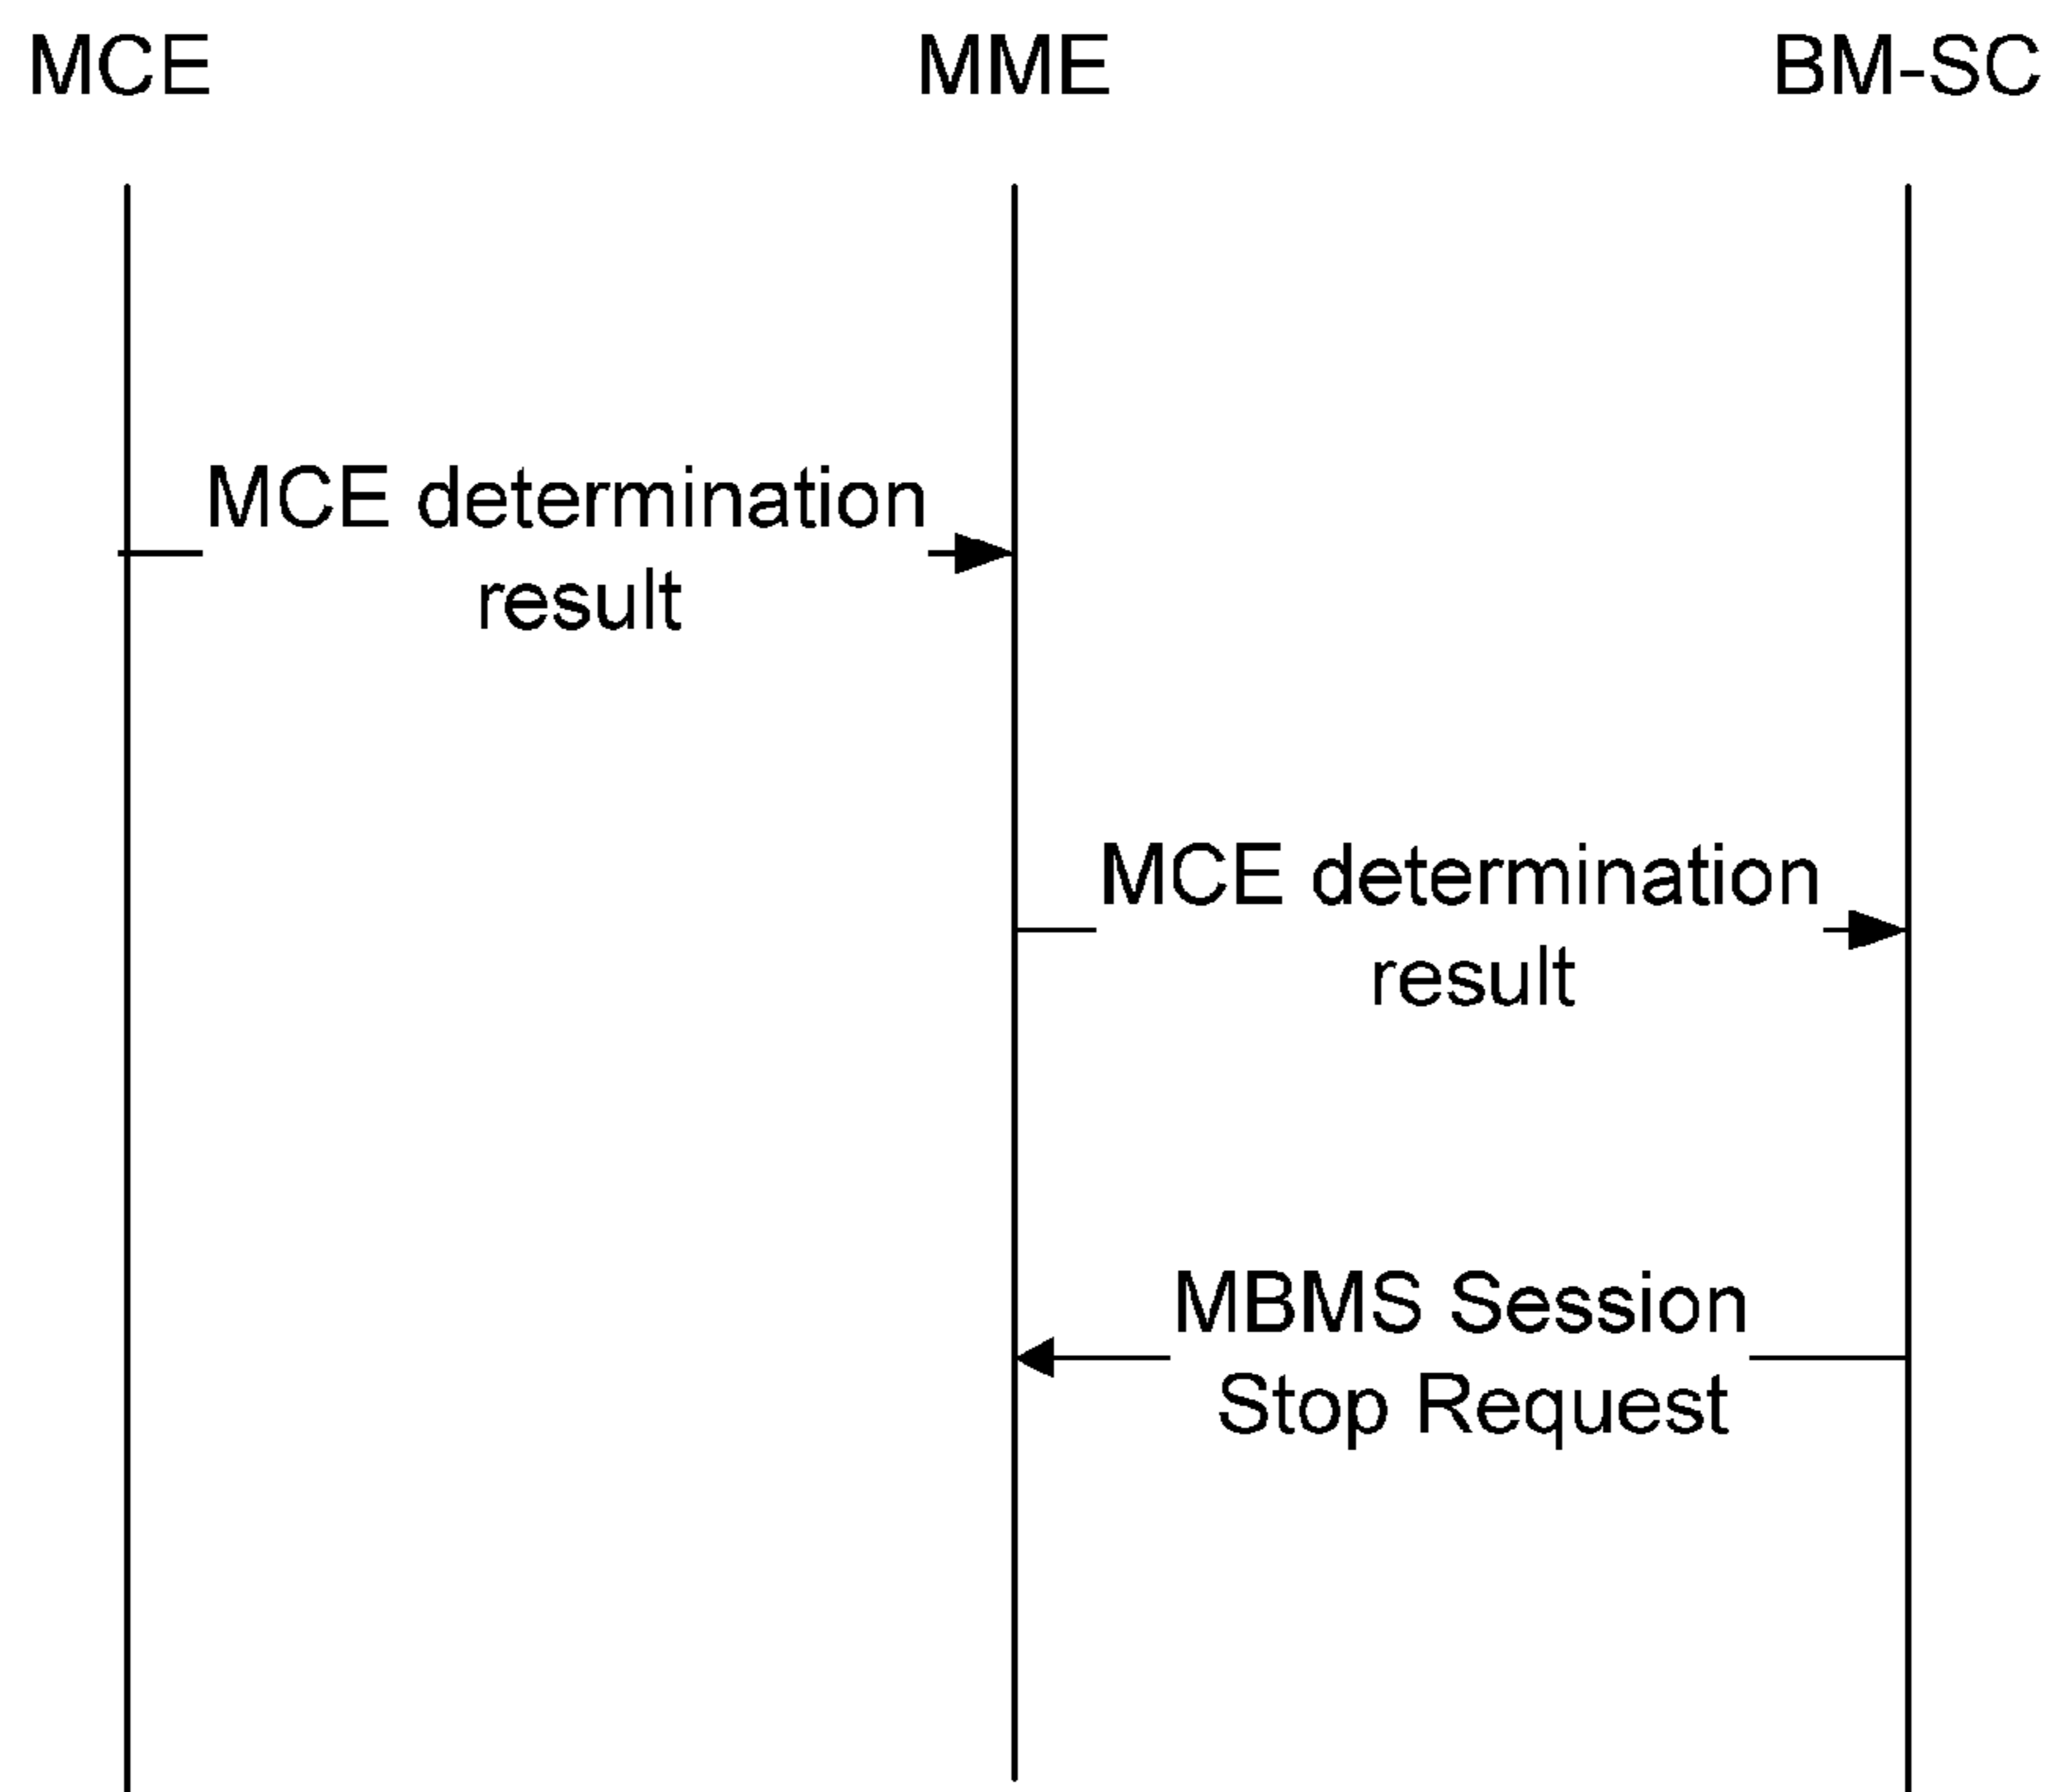 MCE
MME
BM-SC
MCE determination
result
MCE determination
result
MBMS Session
Stop Request